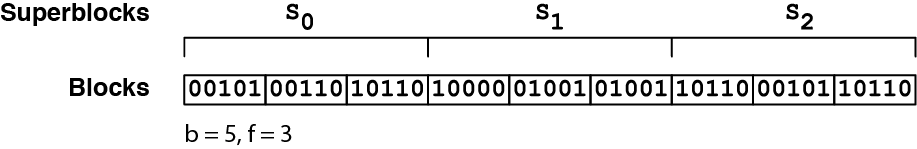 Superblocks S0 S1 S2
Blocks 00101 00110 10110 10000 01001 01001 10110 00101 10110
b = 5, f = 3